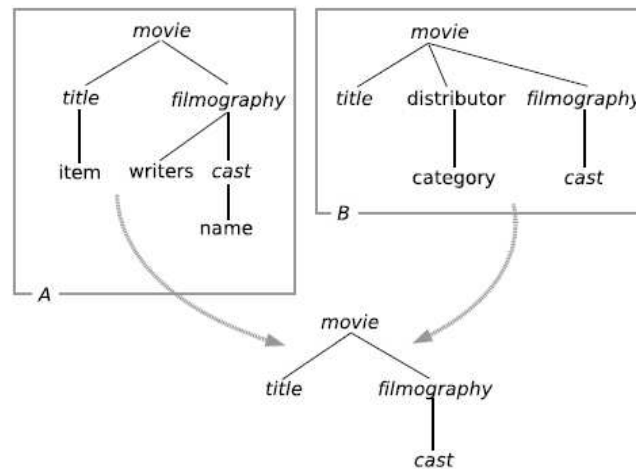 movie
title filmography
item writers cast
name
A
movie
title distributor filmography
category cast
B
movie
title filmography
cast